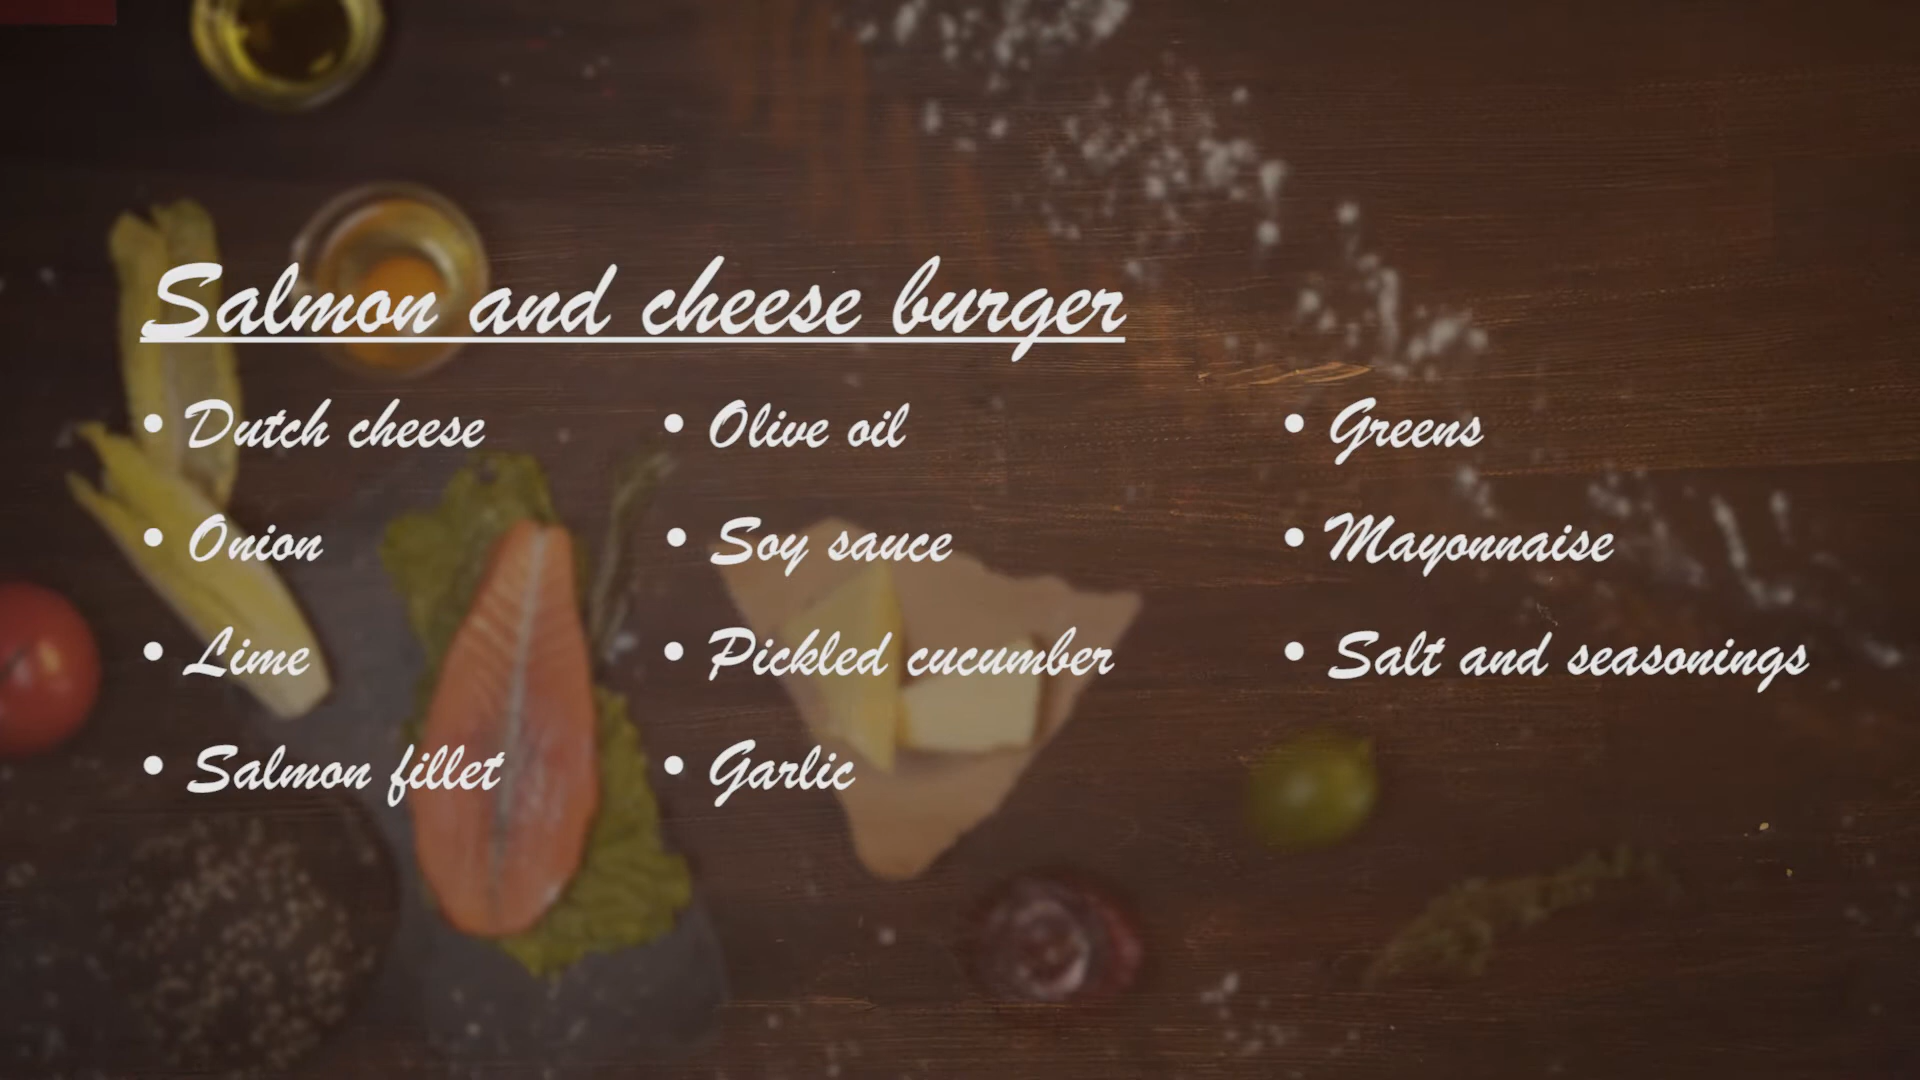 Salmon and cheese burger
• Dutch cheese
• Onion
• Lime
• Salmon fillet
• Olive oil
• Soy sauce
• Pickled cucumber
• Garlic
• Greens
• Mayonnaise
• Salt and seasonings